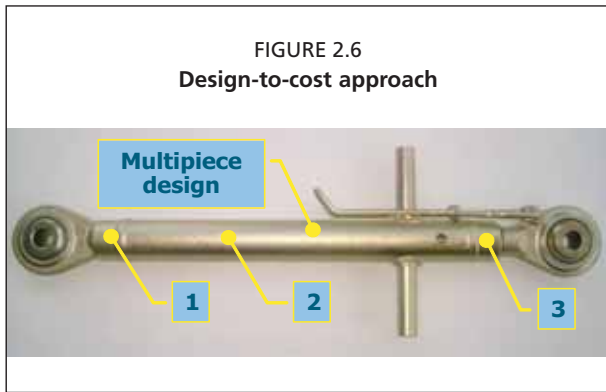 FIGURE 2.6
Design-to-cost approach
Multipiece
design
1
2
3